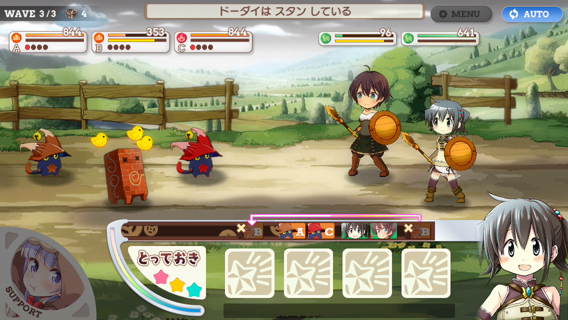 WAVE 3/3 4
ドーダイは スタン している
MENU
AUTO
A 844
B 353
C 844
96
641
B A C B
とっておき
SUPPORT